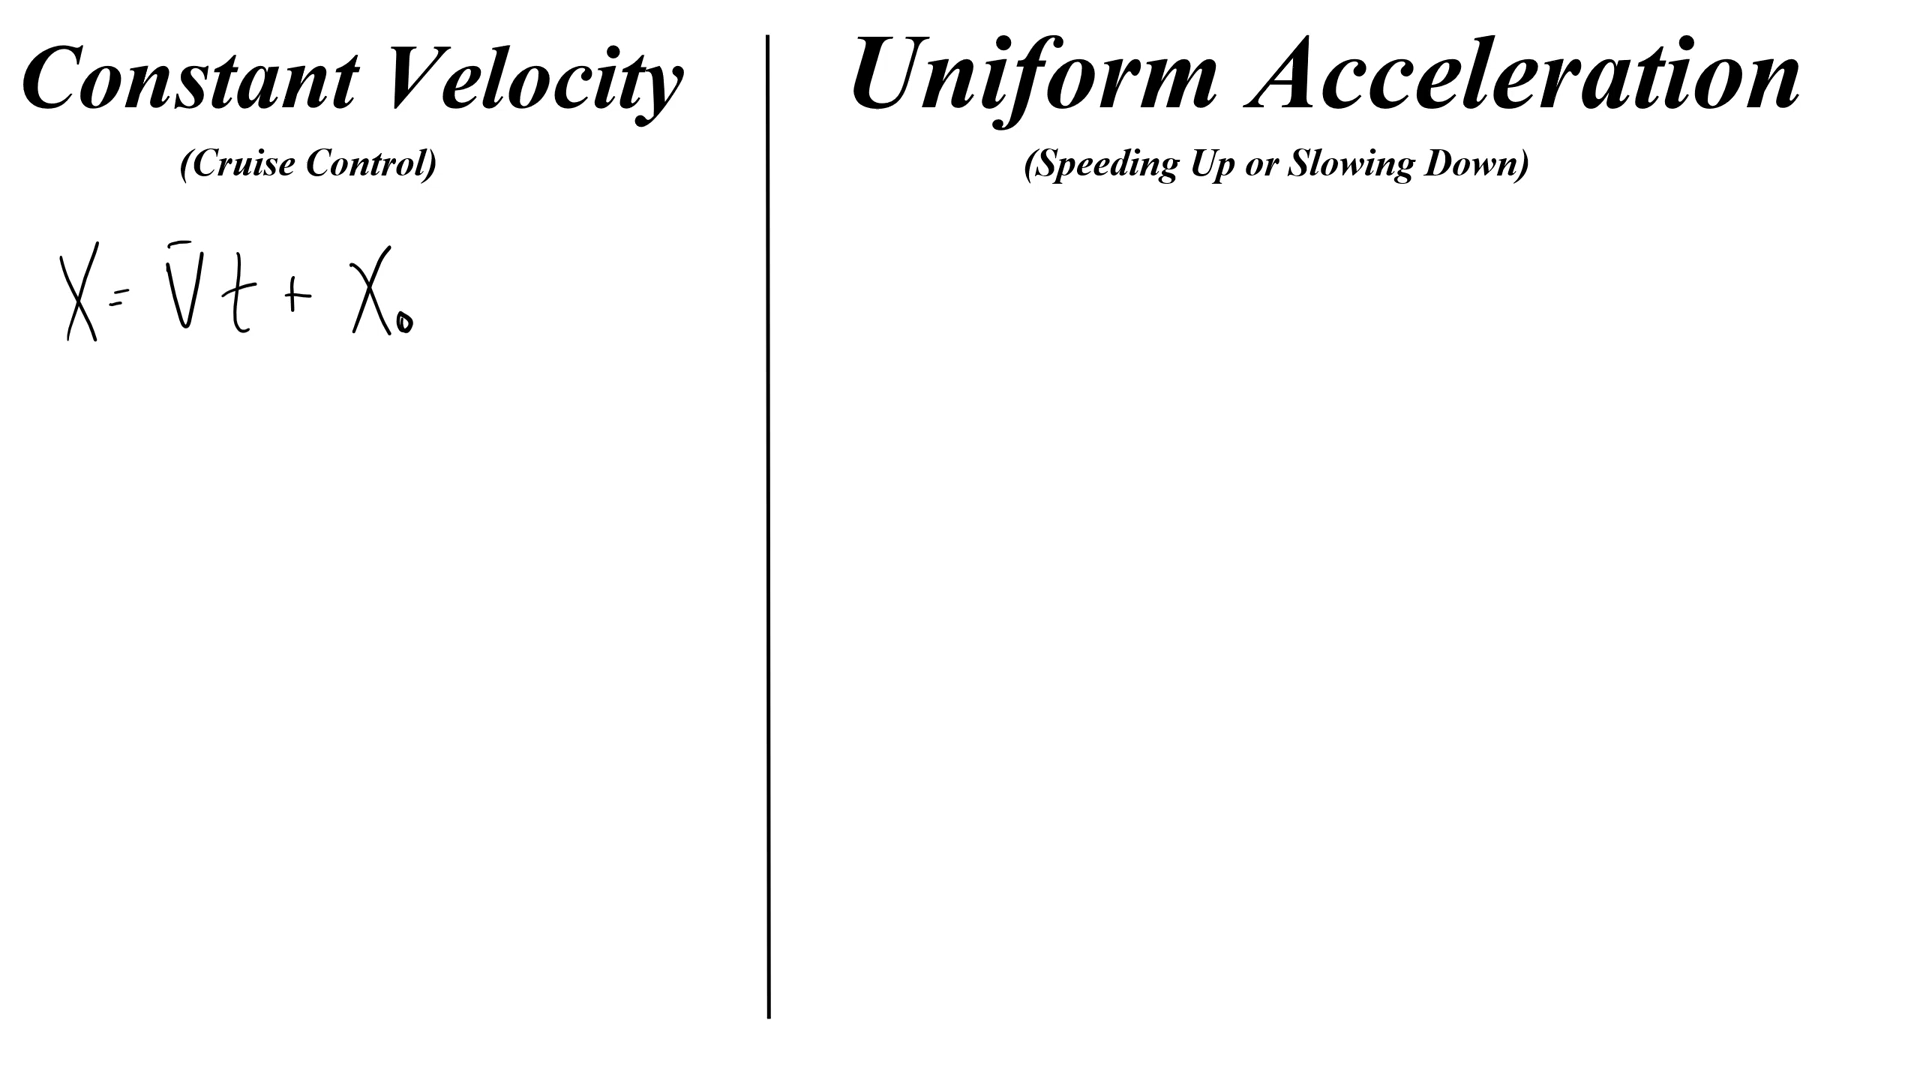 Constant Velocity
(Cruise Control)
X = V̄t + X₀
Uniform Acceleration
(Speeding Up or Slowing Down)